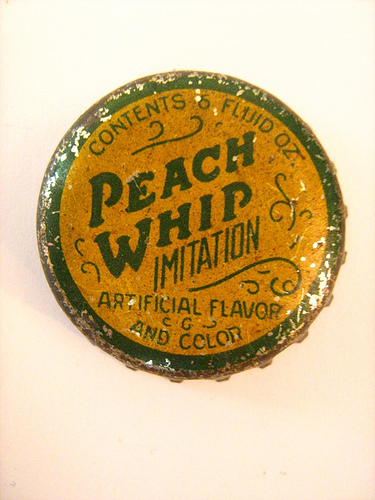 CONTENTS 6 FLUID OZ.
PEACH
WHIP
IMITATION
ARTIFICIAL FLAVOR
AND COLOR